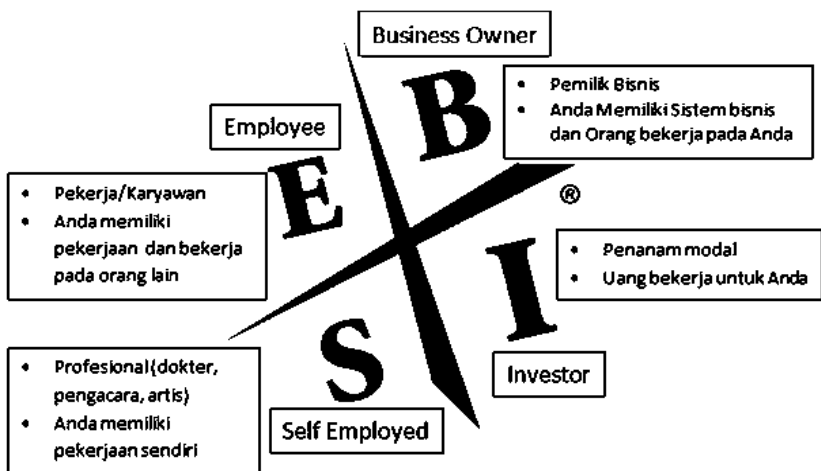 Business Owner
B
• Pemilik Bisnis
• Anda Memiliki Sistem bisnis
dan Orang bekerja pada Anda
Employee
E
• Pekerja/Karyawan
• Anda memiliki
pekerjaan dan bekerja
pada orang lain
®
I
• Penanam modal
• Uang bekerja untuk Anda
Investor
S
• Profesional(dokter,
pengacara, artis)
• Anda memiliki
pekerjaan sendiri
Self Employed